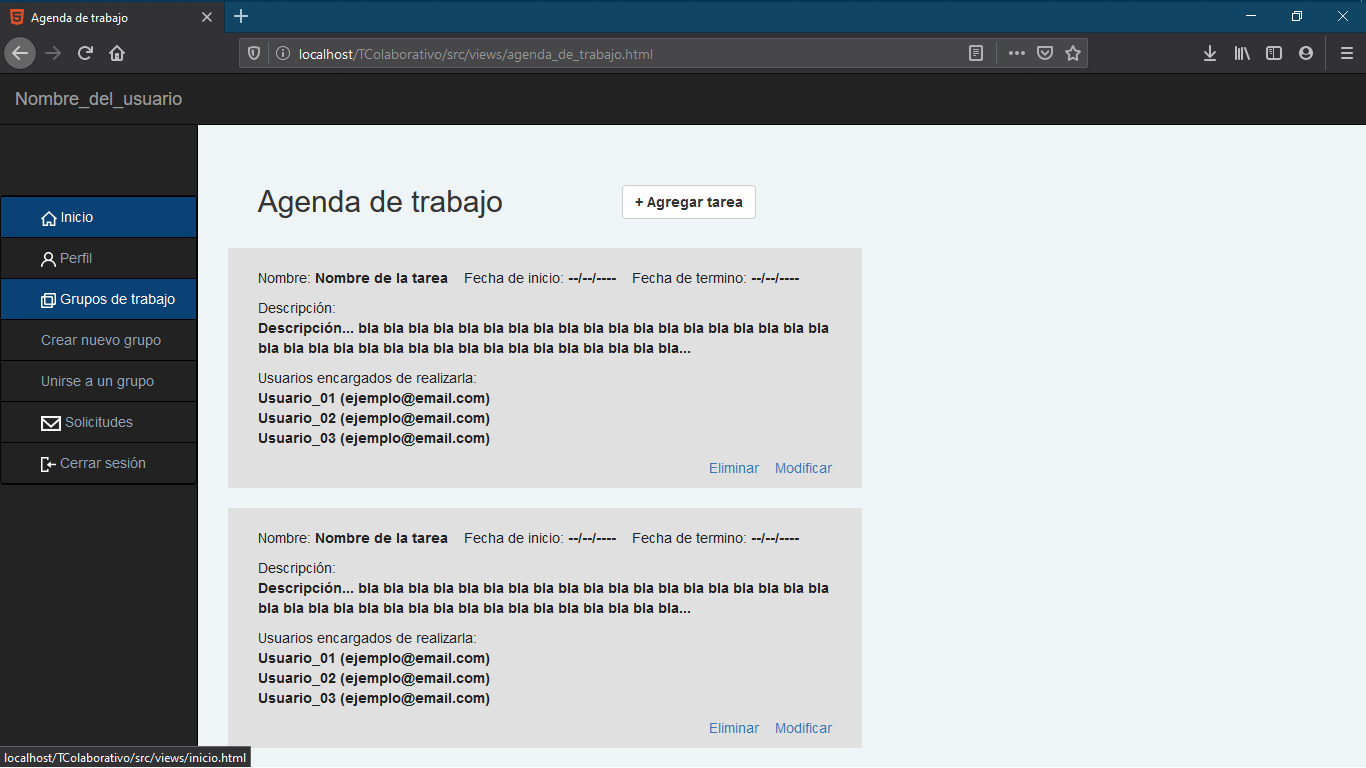 Agenda de trabajo
localhost/TColaborativo/src/views/agenda_de_trabajo.html
Nombre_del_usuario
Inicio
Perfil
Grupos de trabajo
Crear nuevo grupo
Unirse a un grupo
Solicitudes
Cerrar sesión
Agenda de trabajo
+ Agregar tarea
Nombre: Nombre de la tarea Fecha de inicio: --/--/---- Fecha de termino: --/--/----
Descripción:
Descripción... bla bla bla bla bla bla bla bla bla bla bla bla bla bla bla bla bla bla bla
bla bla bla bla bla bla bla bla bla bla bla bla bla bla bla bla bla...
Usuarios encargados de realizarla:
Usuario_01 (ejemplo@email.com)
Usuario_02 (ejemplo@email.com)
Usuario_03 (ejemplo@email.com)
Eliminar Modificar
Nombre: Nombre de la tarea Fecha de inicio: --/--/---- Fecha de termino: --/--/----
Descripción:
Descripción... bla bla bla bla bla bla bla bla bla bla bla bla bla bla bla bla bla bla bla
bla bla bla bla bla bla bla bla bla bla bla bla bla bla bla bla bla...
Usuarios encargados de realizarla:
Usuario_01 (ejemplo@email.com)
Usuario_02 (ejemplo@email.com)
Usuario_03 (ejemplo@email.com)
Eliminar Modificar
localhost/TColaborativo/src/views/inicio.html